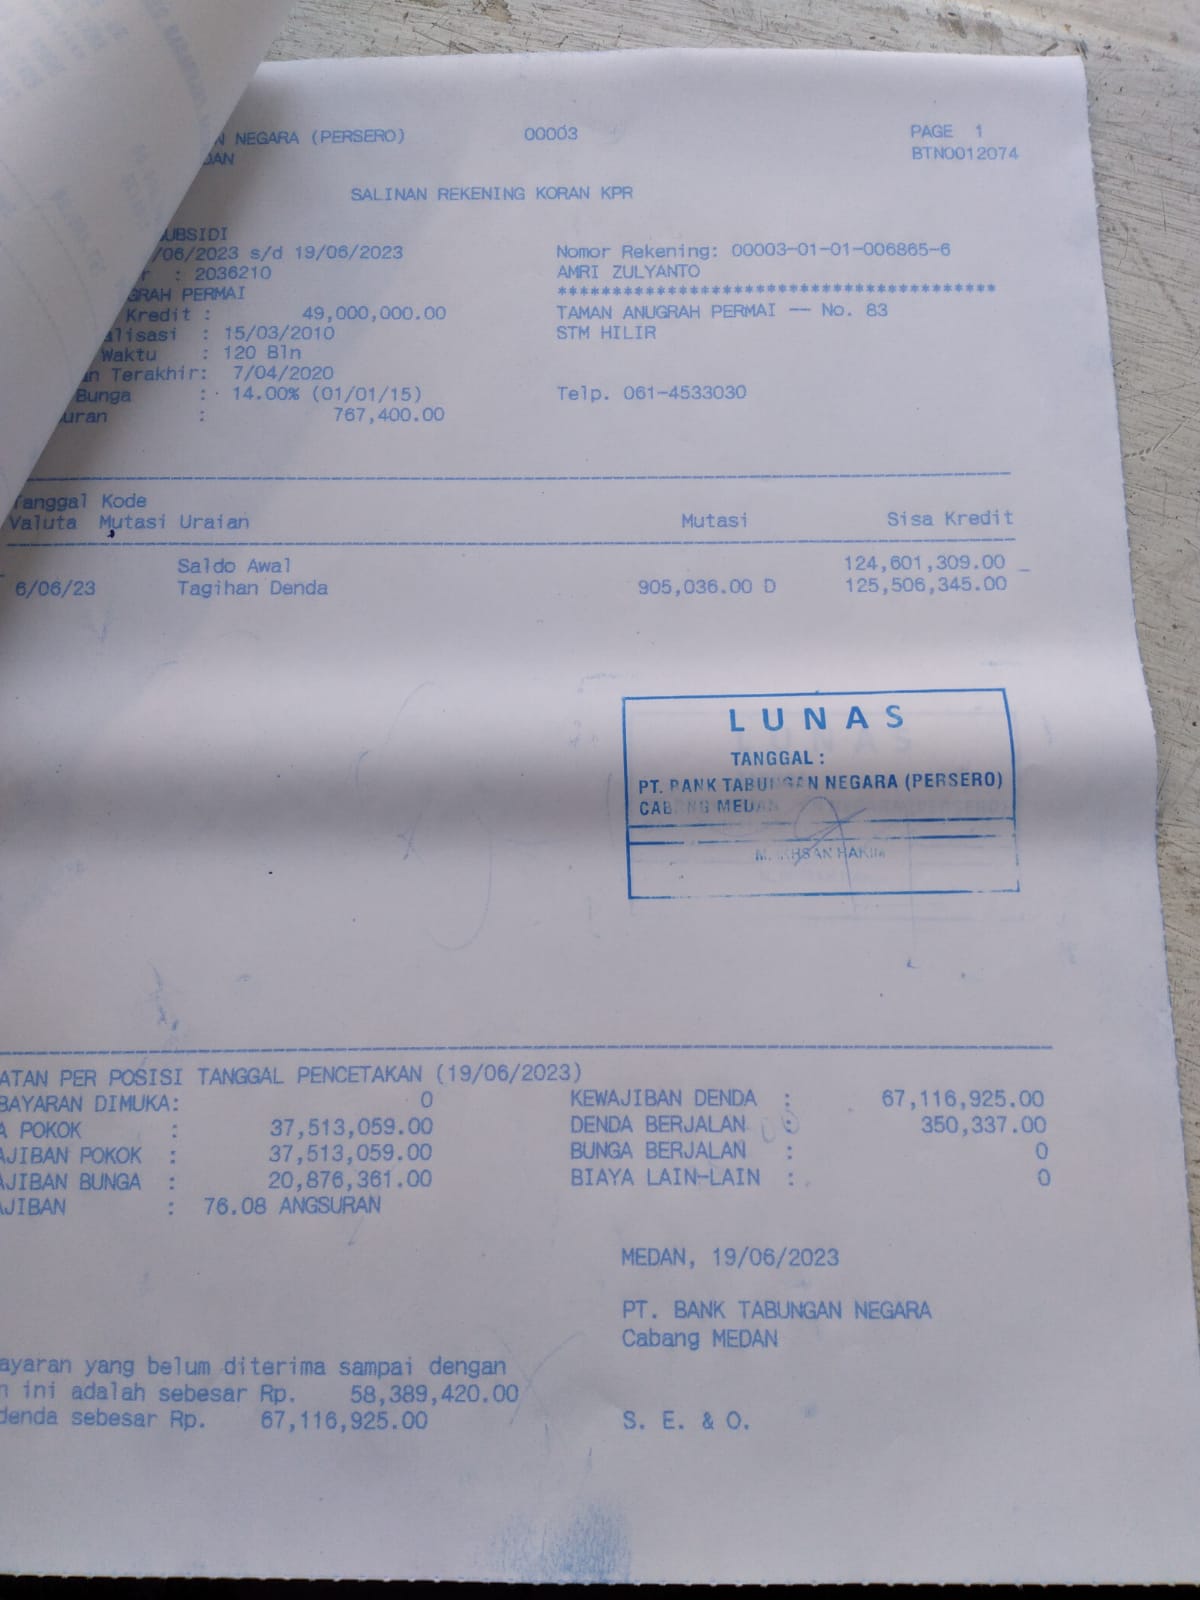 NEGARA (PERSERO) 00003 PAGE 1
BTN0012074
SALINAN REKENING KORAN KPR
/06/2023 s/d 19/06/2023 Nomor Rekening: 00003-01-01-006865-6
: 2036210 AMRI ZULYANTO
****************************************
GRAH PERMAI
Kredit : 49,000,000.00 TAMAN ANUGRAH PERMAI -- No. 83
alisasi : 15/03/2010 STM HILIR
Waktu : 120 Bln
Terakhir: 7/04/2020
Bunga : 14.00% (01/01/15) Telp. 061-4533030
uran : 767,400.00
Tanggal Kode
Valuta Mutasi Uraian Mutasi Sisa Kredit
Saldo Awal 124,601,309.00
6/06/23 Tagihan Denda 905,036.00 D 125,506,345.00
LUNAS
TANGGAL :
PT. BANK TABUNGAN NEGARA (PERSERO)
CABANG MEDAN
M. IKHSAN HAKIM
ATAN PER POSISI TANGGAL PENCETAKAN (19/06/2023)
BAYARAN DIMUKA: 0 KEWAJIBAN DENDA : 67,116,925.00
A POKOK : 37,513,059.00 DENDA BERJALAN : 350,337.00
AJIBAN POKOK : 37,513,059.00 BUNGA BERJALAN : 0
AJIBAN BUNGA : 20,876,361.00 BIAYA LAIN-LAIN : 0
AJIBAN : 76.08 ANGSURAN
MEDAN, 19/06/2023
PT. BANK TABUNGAN NEGARA
Cabang MEDAN
ayaran yang belum diterima sampai dengan
n ini adalah sebesar Rp. 58,389,420.00
denda sebesar Rp. 67,116,925.00 S. E. & O.